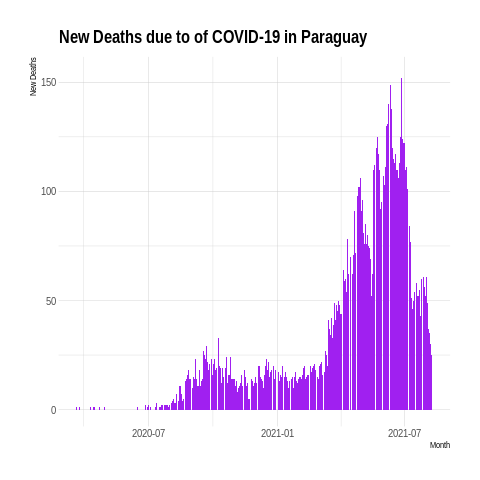 New Deaths due to of COVID-19 in Paraguay
New Deaths
150
100
50
0
2020-07
2021-01
2021-07
Month